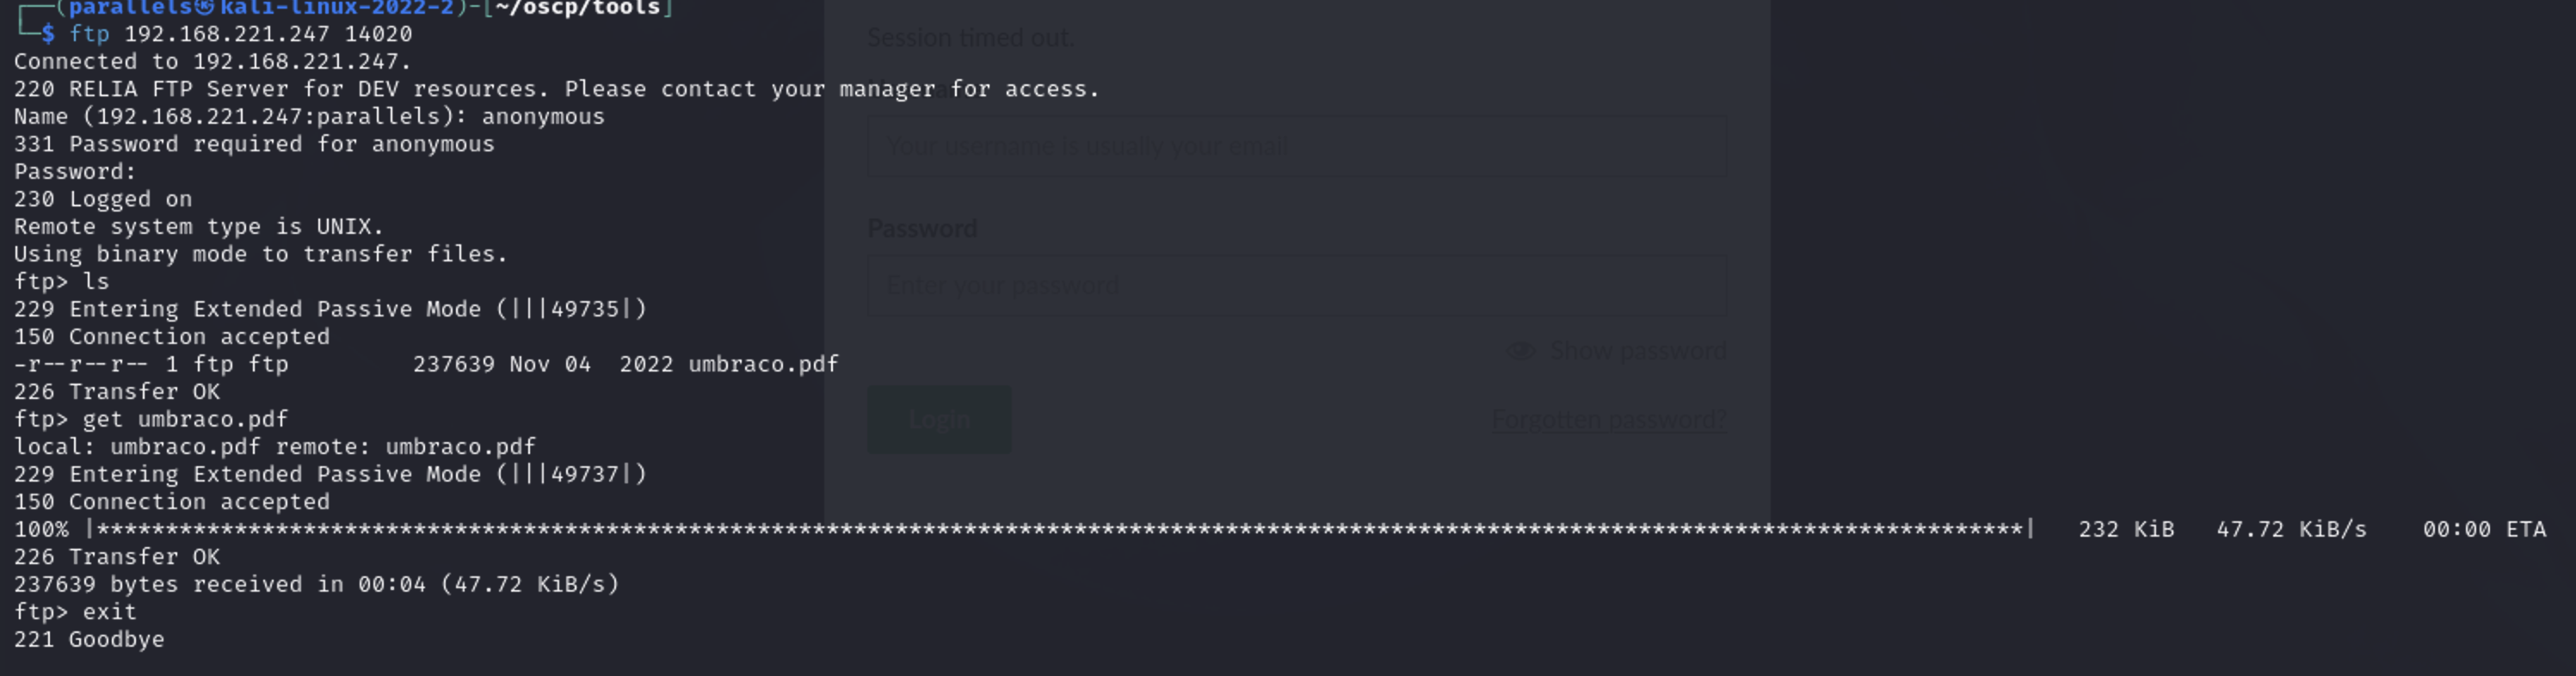 ┌──(parallels㉿kali-linux-2022-2)-[~/oscp/tools]
└─$ ftp 192.168.221.247 14020
Connected to 192.168.221.247.
220 RELIA FTP Server for DEV resources. Please contact your manager for access.
Name (192.168.221.247:parallels): anonymous
331 Password required for anonymous
Password:
230 Logged on
Remote system type is UNIX.
Using binary mode to transfer files.
ftp> ls
229 Entering Extended Passive Mode (|||49735|)
150 Connection accepted
-r--r--r-- 1 ftp ftp         237639 Nov 04  2022 umbraco.pdf
226 Transfer OK
ftp> get umbraco.pdf
local: umbraco.pdf remote: umbraco.pdf
229 Entering Extended Passive Mode (|||49737|)
150 Connection accepted
100% |********************************************************************************************************************************************|   232 KiB   47.72 KiB/s    00:00 ETA
226 Transfer OK
237639 bytes received in 00:04 (47.72 KiB/s)
ftp> exit
221 Goodbye
Session timed out.
Your username is usually your email
Password
Enter your password
Show password
Login
Forgotten password?